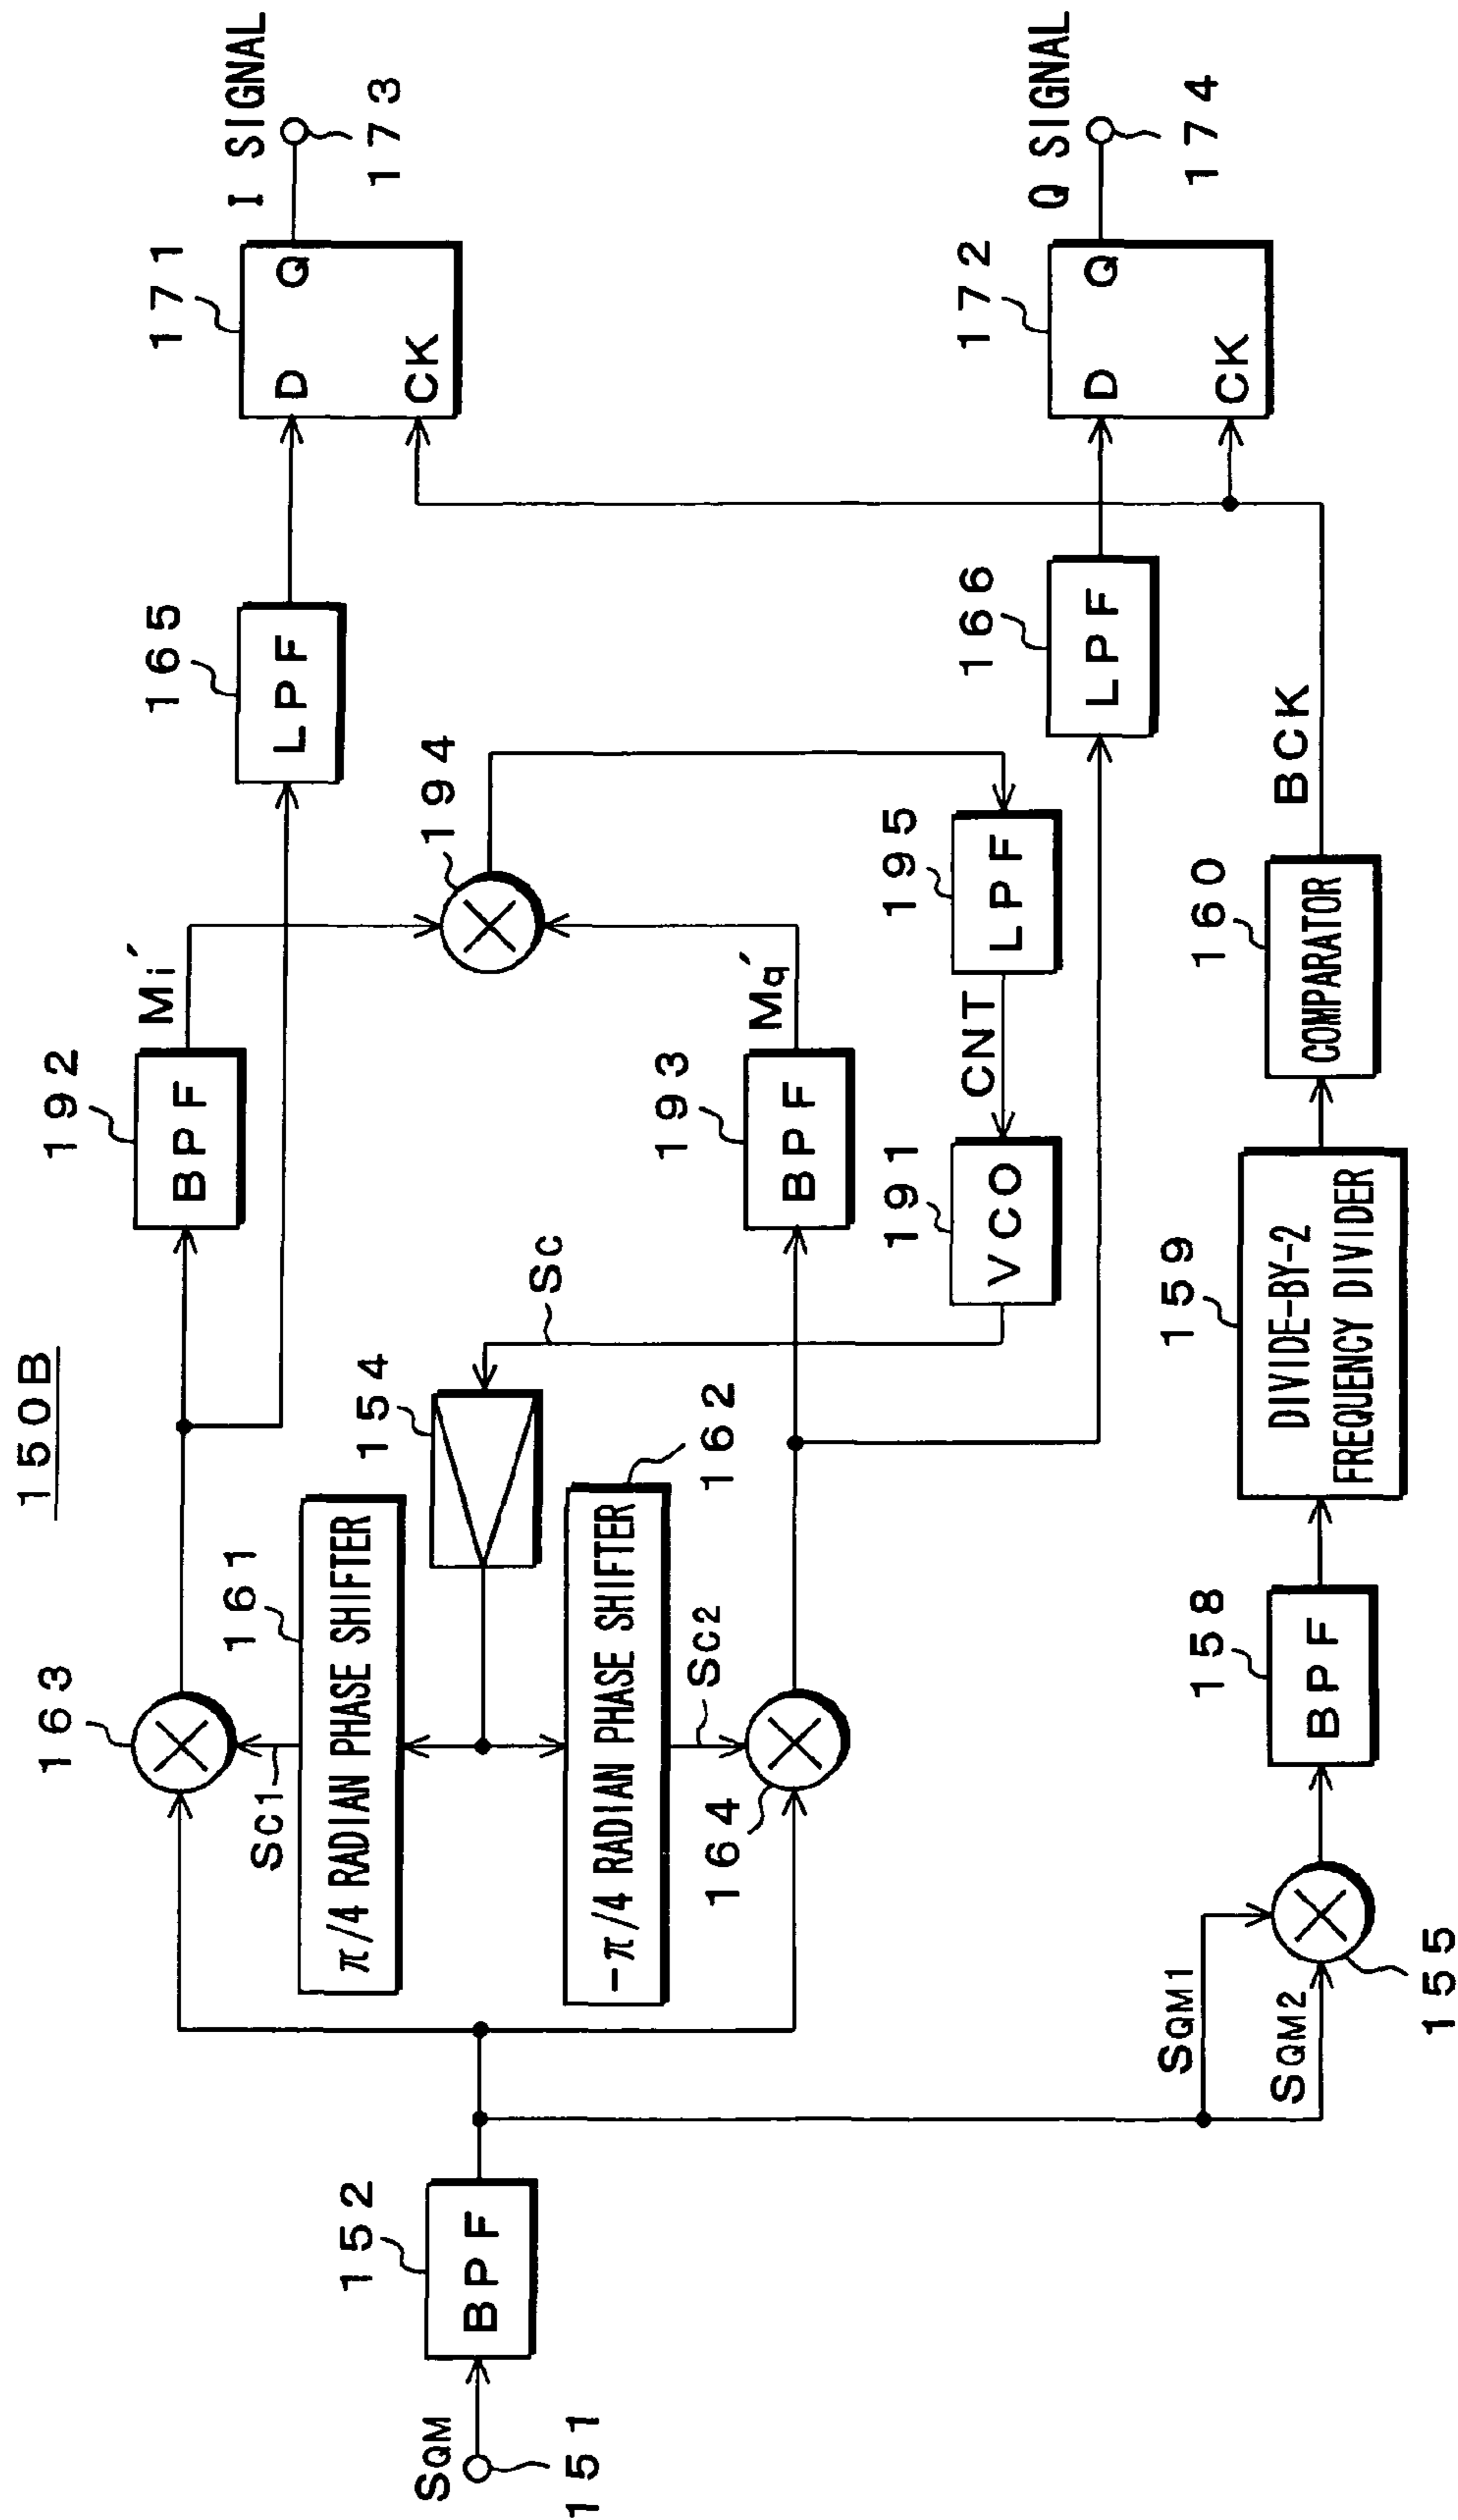 150B
SQM
151
152
BPF
163
SC1
161
π/4 RADIAN PHASE SHIFTER
154
SC
-π/4 RADIAN PHASE SHIFTER
162
SC2
164
192
BPF
Mi′
193
BPF
Mq′
194
195
LPF
CNT
191
VCO
165
LPF
166
LPF
171
D
Q
CK
I SIGNAL
173
172
D
Q
CK
Q SIGNAL
174
SQM1
SQM2
155
158
BPF
159
DIVIDE-BY-2
FREQUENCY DIVIDER
160
COMPARATOR
BCK